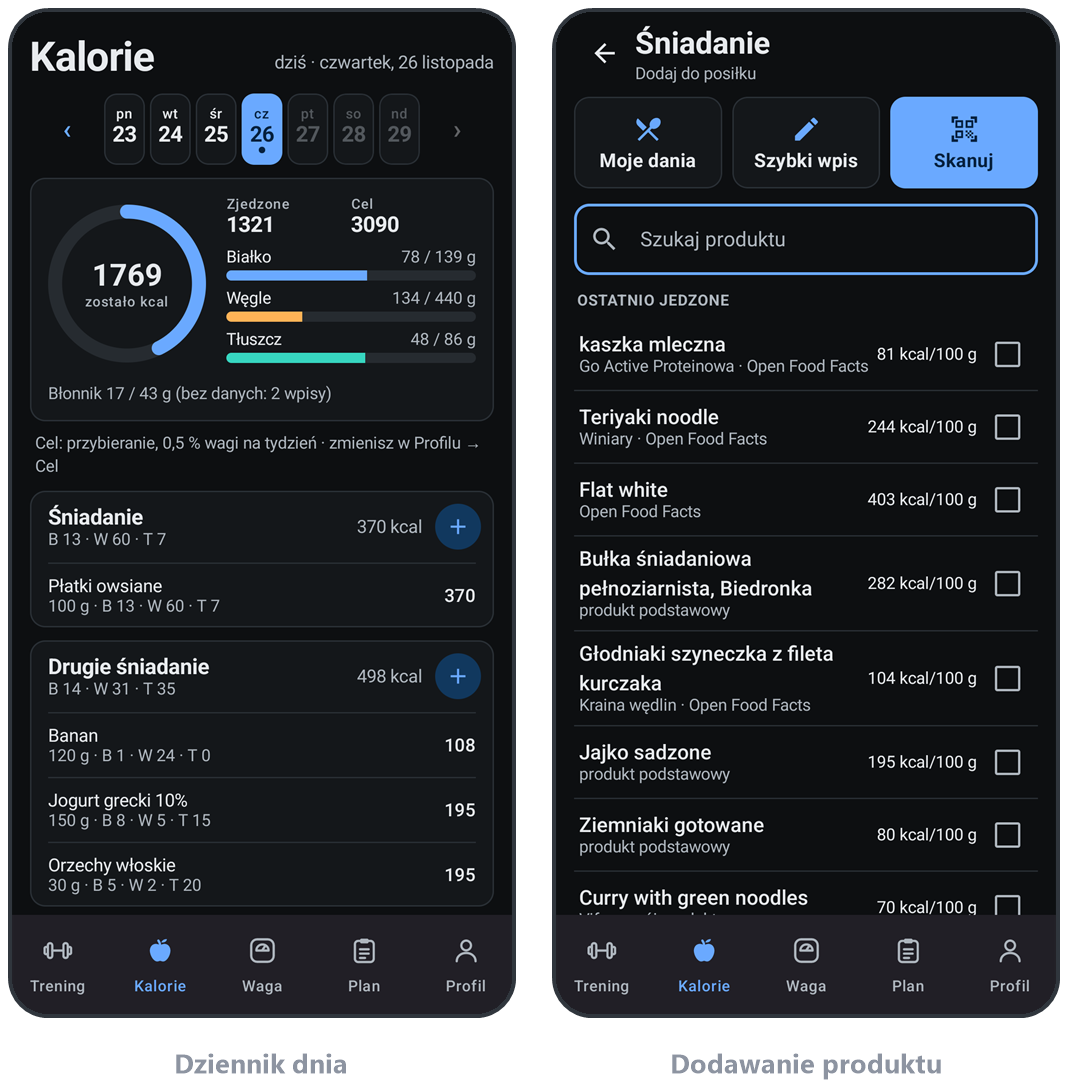 Kalorie
dziś · czwartek, 26 listopada
‹
pn
23
wt
24
śr
25
cz
26
pt
27
so
28
nd
29
›
1769
zostało kcal
Zjedzone
1321
Cel
3090
Białko 78 / 139 g
Węgle 134 / 440 g
Tłuszcz 48 / 86 g
Błonnik 17 / 43 g (bez danych: 2 wpisy)
Cel: przybieranie, 0,5 % wagi na tydzień · zmienisz w Profilu →
Cel
Śniadanie
B 13 · W 60 · T 7
370 kcal
+
Płatki owsiane
100 g · B 13 · W 60 · T 7
370
Drugie śniadanie
B 14 · W 31 · T 35
498 kcal
+
Banan
120 g · B 1 · W 24 · T 0
108
Jogurt grecki 10%
150 g · B 8 · W 5 · T 15
195
Orzechy włoskie
30 g · B 5 · W 2 · T 20
195
Trening
Kalorie
Waga
Plan
Profil
Dziennik dnia
Śniadanie
Dodaj do posiłku
Moje dania
Szybki wpis
Skanuj
Szukaj produktu
OSTATNIO JEDZONE
kaszka mleczna
Go Active Proteinowa · Open Food Facts
81 kcal/100 g
Teriyaki noodle
Winiary · Open Food Facts
244 kcal/100 g
Flat white
Open Food Facts
403 kcal/100 g
Bułka śniadaniowa
pełnoziarnista, Biedronka
produkt podstawowy
282 kcal/100 g
Głodniaki szyneczka z fileta
kurczaka
Kraina wędlin · Open Food Facts
104 kcal/100 g
Jajko sadzone
produkt podstawowy
195 kcal/100 g
Ziemniaki gotowane
produkt podstawowy
80 kcal/100 g
Curry with green noodles
70 kcal/100 g
Trening
Kalorie
Waga
Plan
Profil
Dodawanie produktu